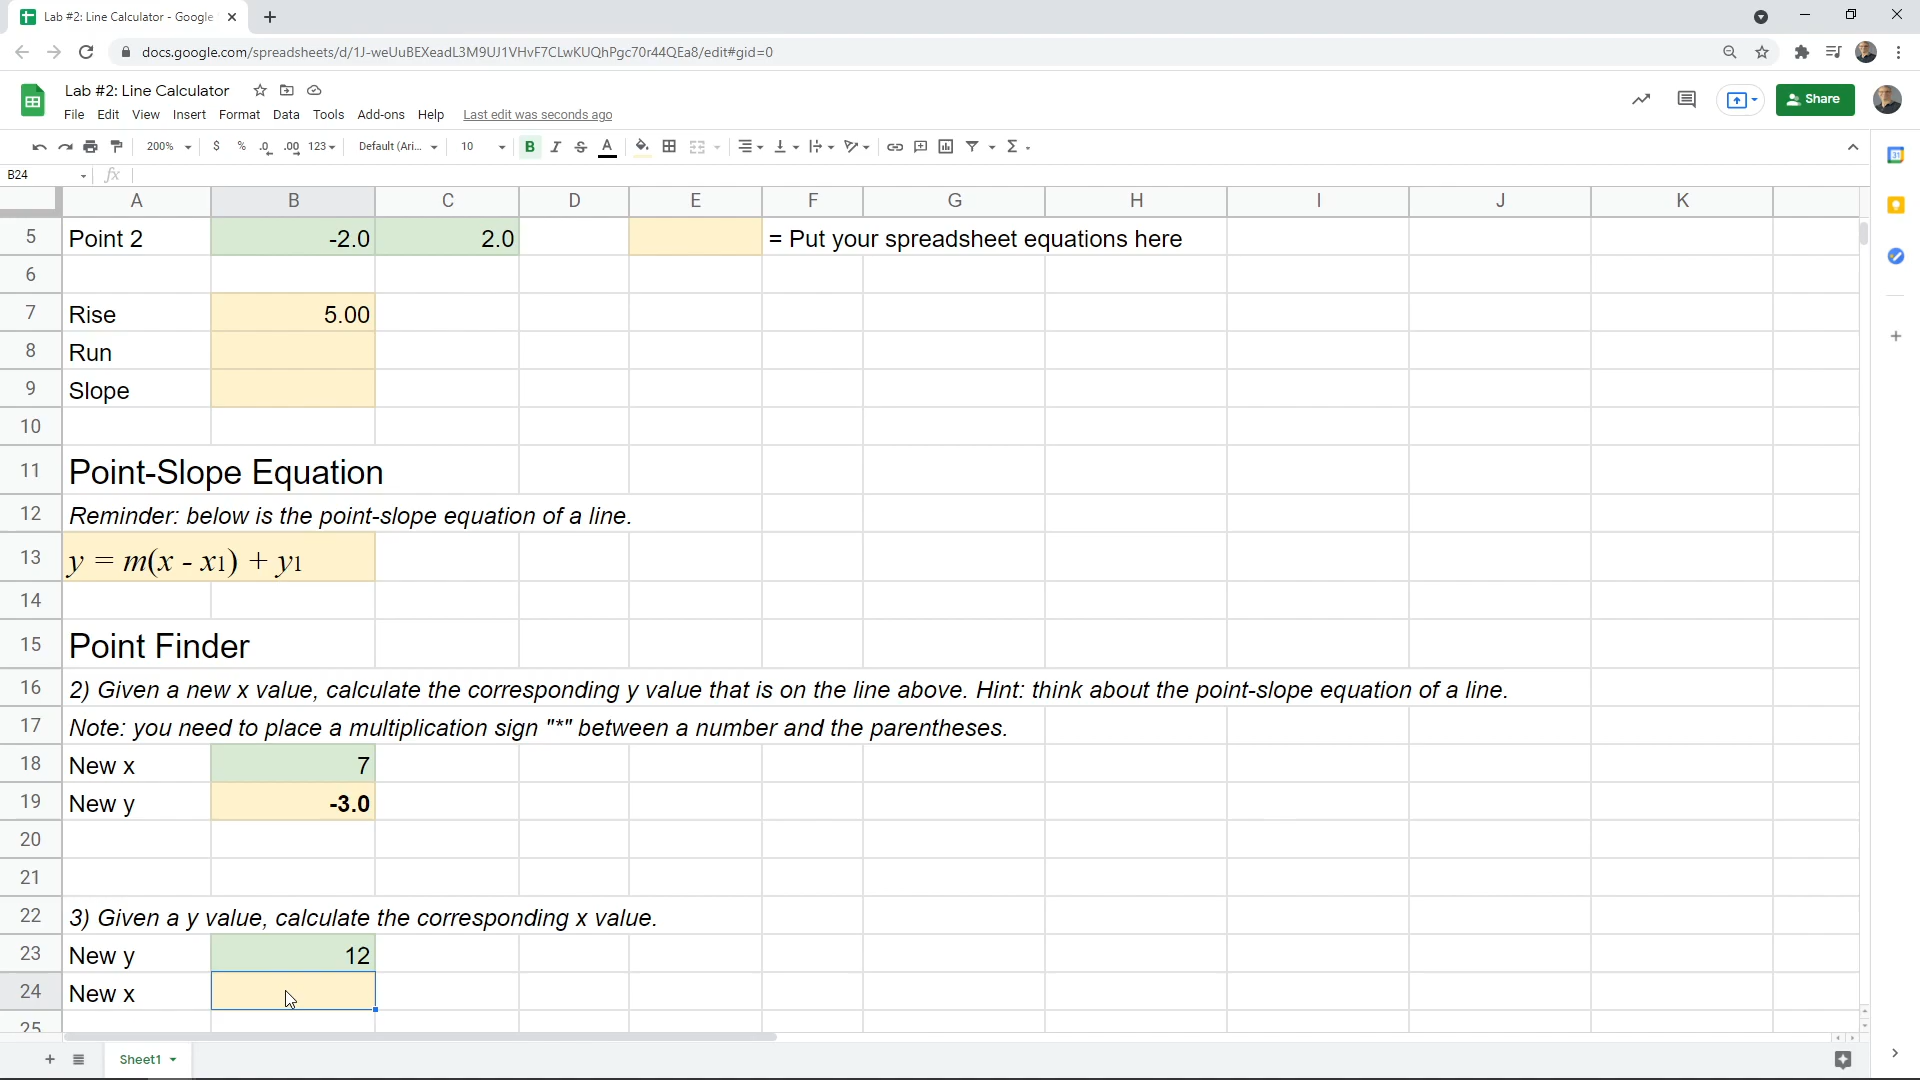 Lab #2: Line Calculator - Google
docs.google.com/spreadsheets/d/1J-weUuBEXeadL3M9UJ1VHvF7CLwKUQhPgc70r44QEa8/edit#gid=0
Lab #2: Line Calculator
File Edit View Insert Format Data Tools Add-ons Help Last edit was seconds ago
Share
200% $ % .0 .00 123 Default (Ari... 10 B I S A
B24 fx
A B C D E F G H I J K
5 Point 2 -2.0 2.0 = Put your spreadsheet equations here
6
7 Rise 5.00
8 Run
9 Slope
10
11 Point-Slope Equation
12 Reminder: below is the point-slope equation of a line.
13 y = m(x - x1) + y1
14
15 Point Finder
16 2) Given a new x value, calculate the corresponding y value that is on the line above. Hint: think about the point-slope equation of a line.
17 Note: you need to place a multiplication sign "*" between a number and the parentheses.
18 New x 7
19 New y -3.0
20
21
22 3) Given a y value, calculate the corresponding x value.
23 New y 12
24 New x
25
Sheet1